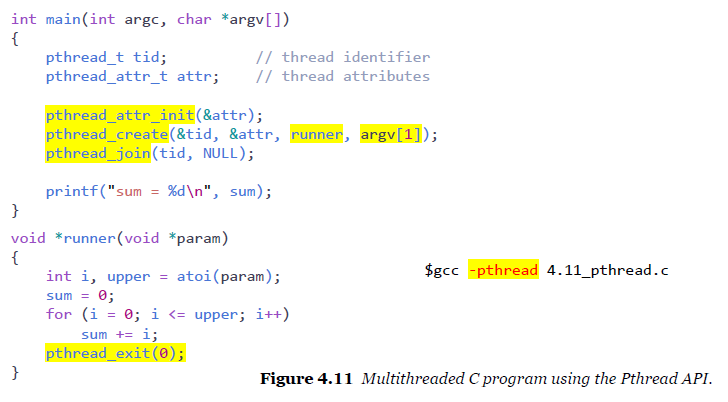 int main(int argc, char *argv[])
{
    pthread_t tid;          // thread identifier
    pthread_attr_t attr;    // thread attributes
    pthread_attr_init(&attr);
    pthread_create(&tid, &attr, runner, argv[1]);
    pthread_join(tid, NULL);
    printf("sum = %d\n", sum);
}
void *runner(void *param)
{
    int i, upper = atoi(param);
    sum = 0;
    for (i = 0; i <= upper; i++)
        sum += i;
    pthread_exit(0);
}
$gcc -pthread 4.11_pthread.c
Figure 4.11 Multithreaded C program using the Pthread API.